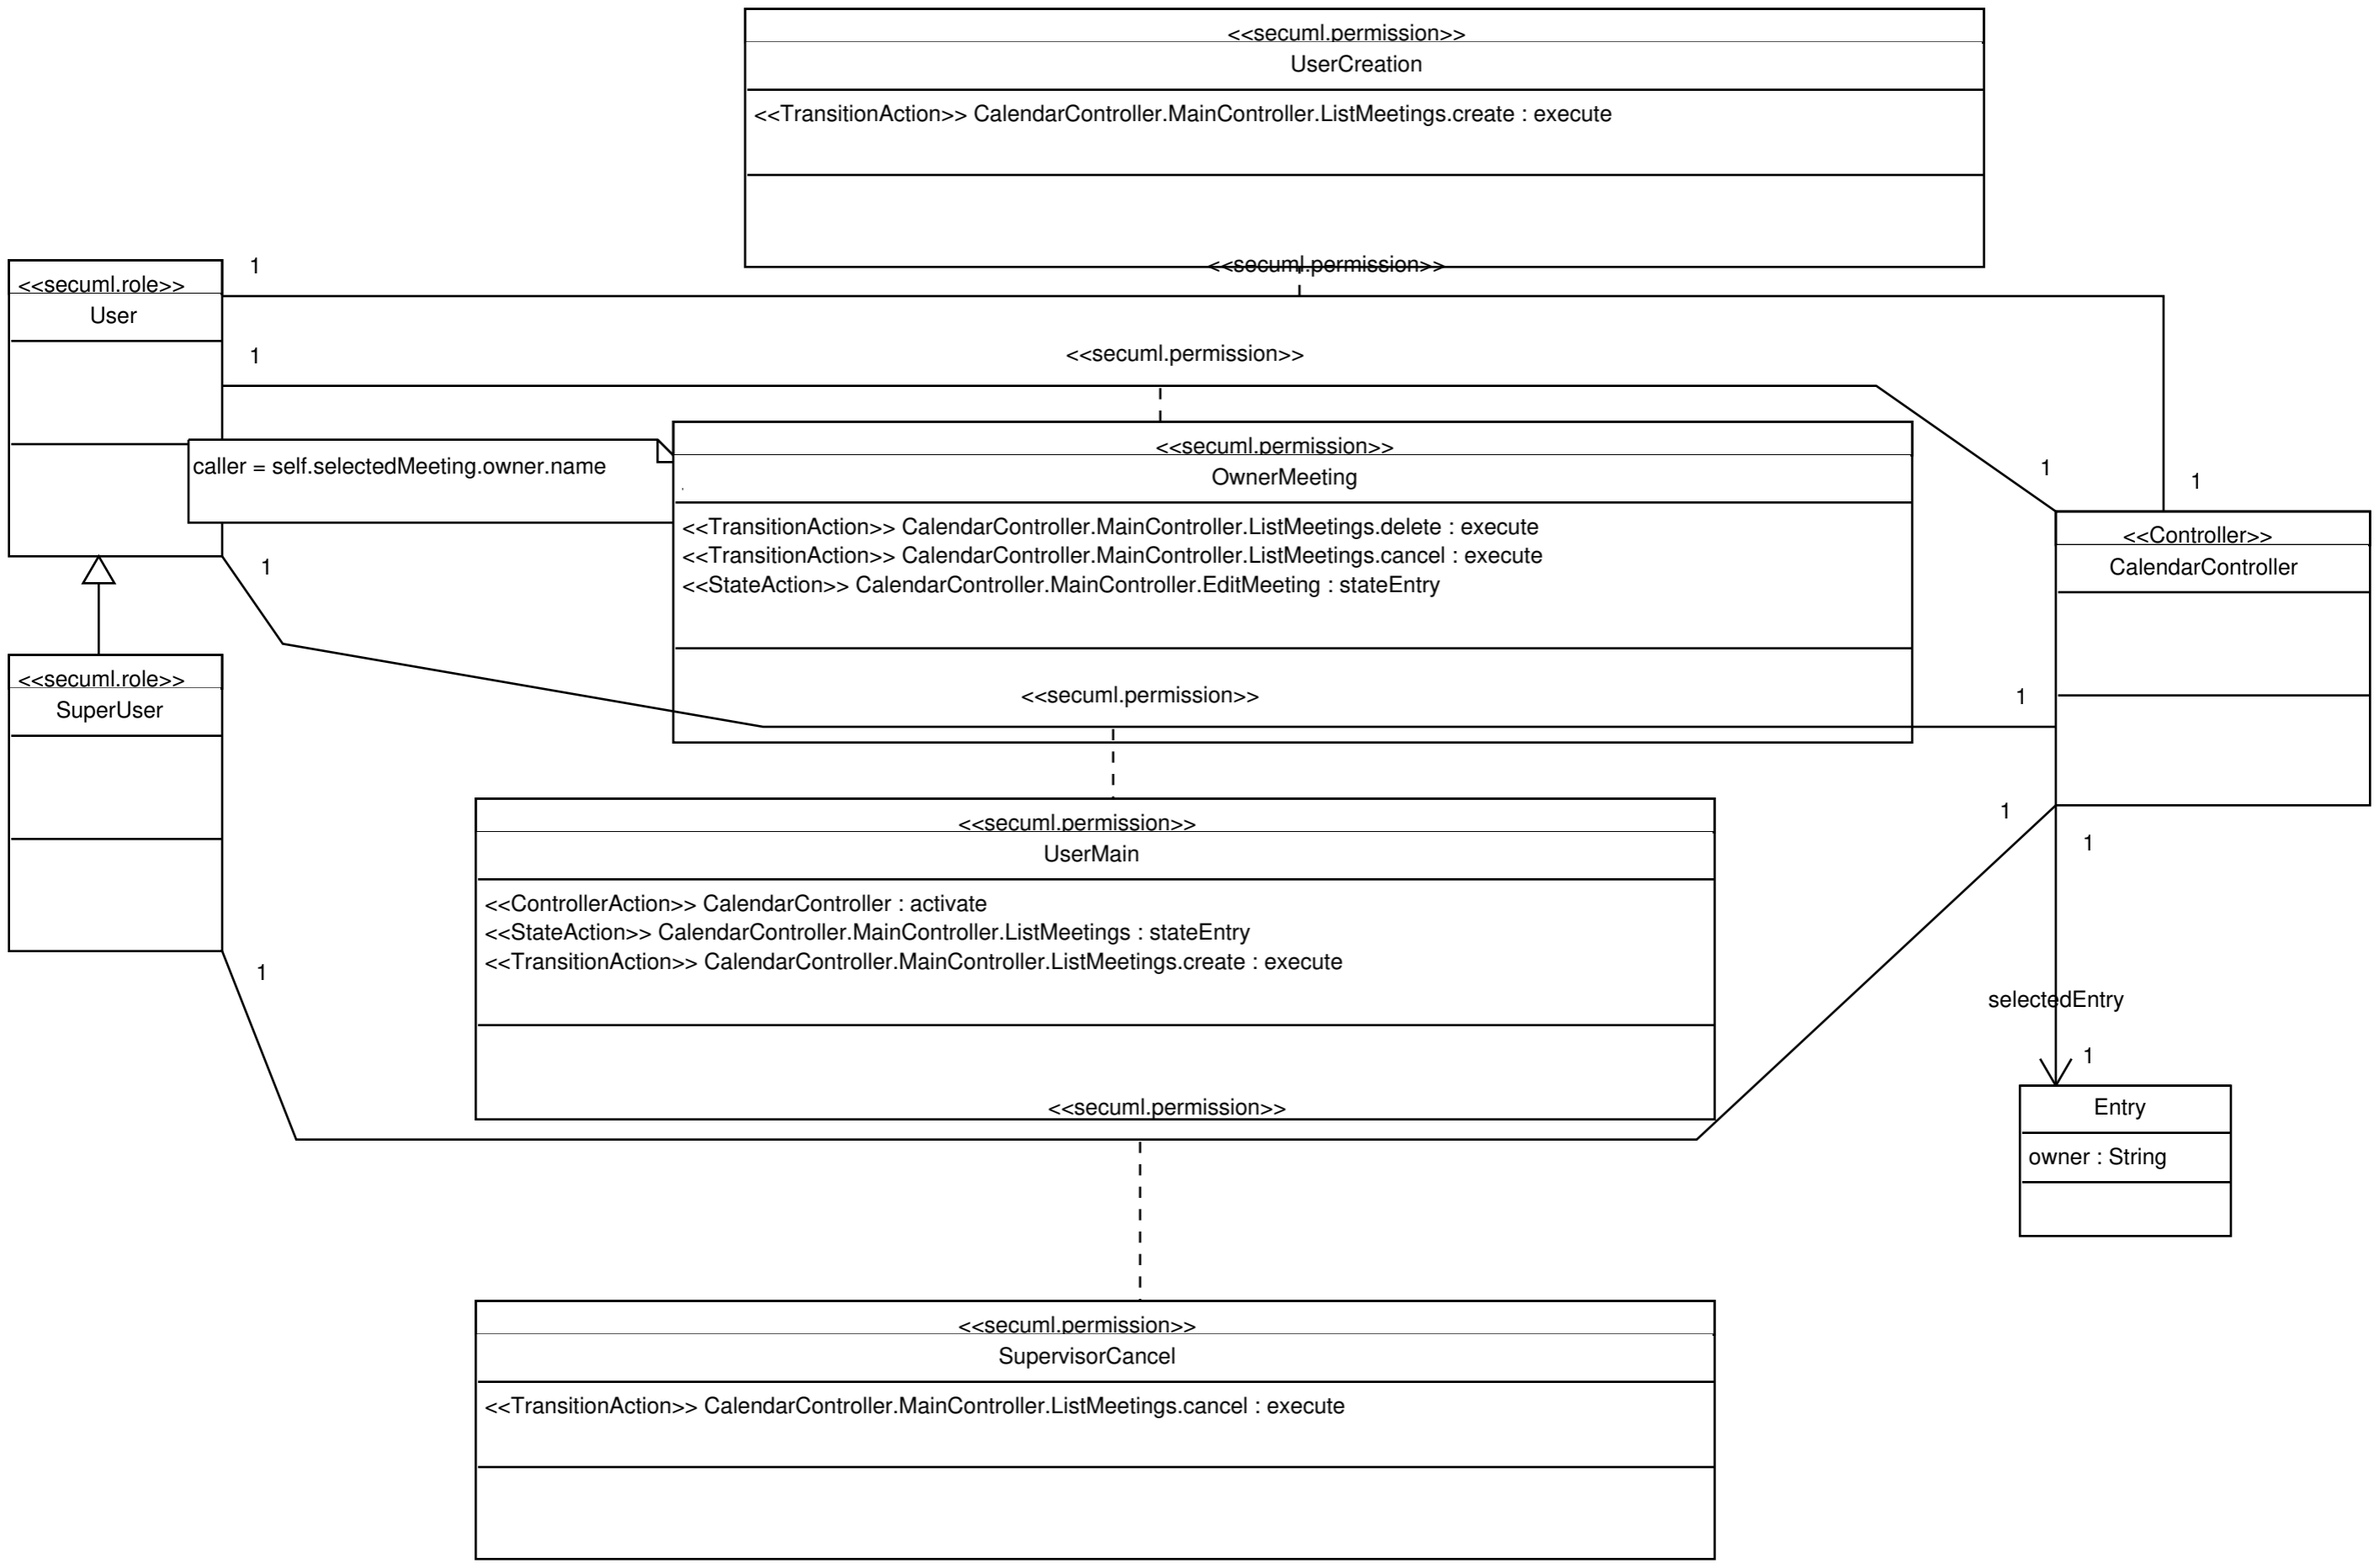 <<secuml.permission>>
UserCreation
<<TransitionAction>> CalendarController.MainController.ListMeetings.create : execute
<<secuml.permission>>
1
<<secuml.role>>
User
1
<<secuml.permission>>
caller = self.selectedMeeting.owner.name
<<secuml.permission>>
OwnerMeeting
<<TransitionAction>> CalendarController.MainController.ListMeetings.delete : execute
<<TransitionAction>> CalendarController.MainController.ListMeetings.cancel : execute
<<StateAction>> CalendarController.MainController.EditMeeting : stateEntry
1
1
<<Controller>>
CalendarController
1
<<secuml.role>>
SuperUser
<<secuml.permission>>
1
<<secuml.permission>>
UserMain
<<ControllerAction>> CalendarController : activate
<<StateAction>> CalendarController.MainController.ListMeetings : stateEntry
<<TransitionAction>> CalendarController.MainController.ListMeetings.create : execute
1
1
1
selectedEntry
1
<<secuml.permission>>
Entry
owner : String
<<secuml.permission>>
SupervisorCancel
<<TransitionAction>> CalendarController.MainController.ListMeetings.cancel : execute